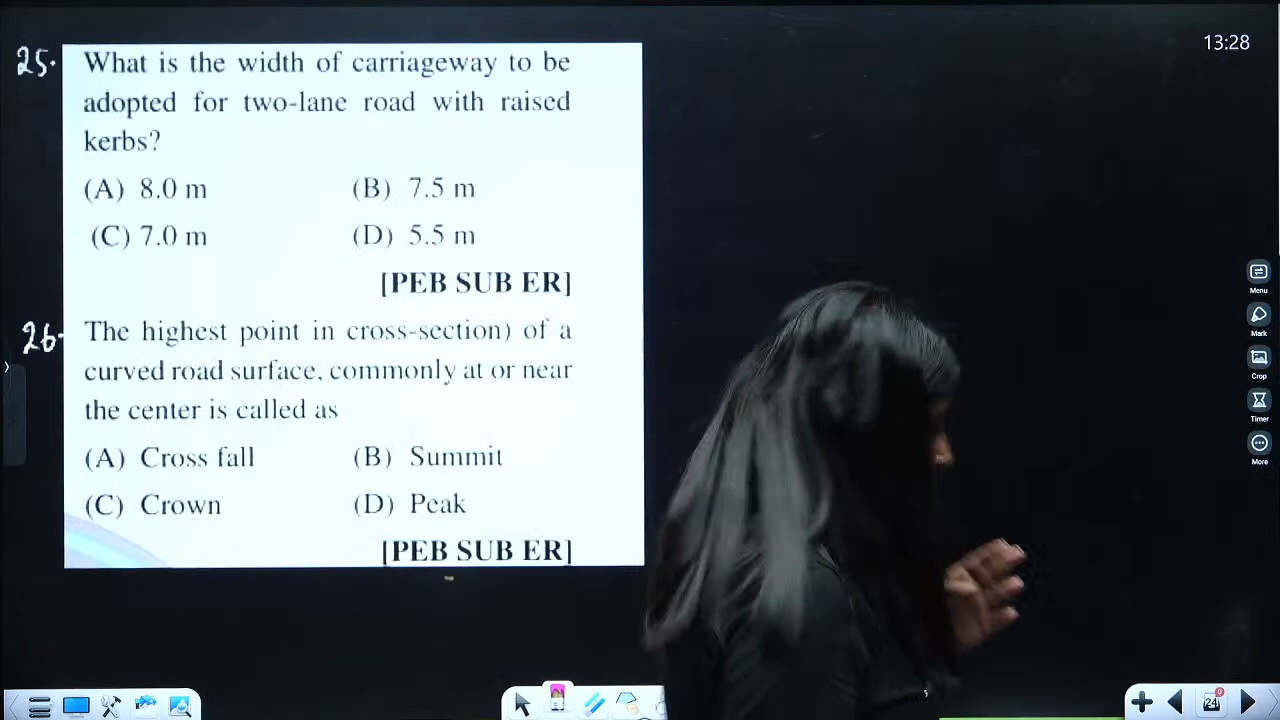 13:28
25.
What is the width of carriageway to be
adopted for two-lane road with raised
kerbs?
(A) 8.0 m (B) 7.5 m
(C) 7.0 m (D) 5.5 m
[PEB SUB ER]
26.
The highest point in cross-section) of a
curved road surface, commonly at or near
the center is called as
(A) Cross fall (B) Summit
(C) Crown (D) Peak
[PEB SUB ER]
Menu
Mark
Crop
Timer
More
24
0